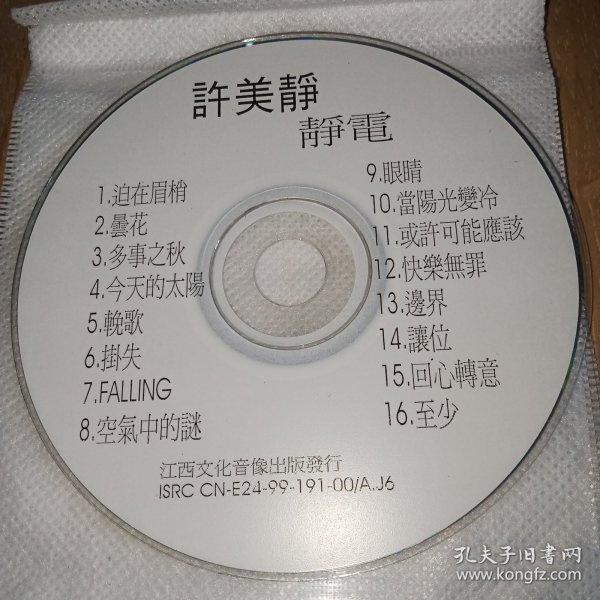 許美靜
靜電
1.迫在眉梢
2.曇花
3.多事之秋
4.今天的太陽
5.輓歌
6.掛失
7.FALLING
8.空氣中的謎
9.眼睛
10.當陽光變冷
11.或許可能應該
12.快樂無罪
13.邊界
14.讓位
15.回心轉意
16.至少
江西文化音像出版發行
ISRC CN-E24-99-191-00/A.J6
孔夫子旧书网
www.kongfz.com